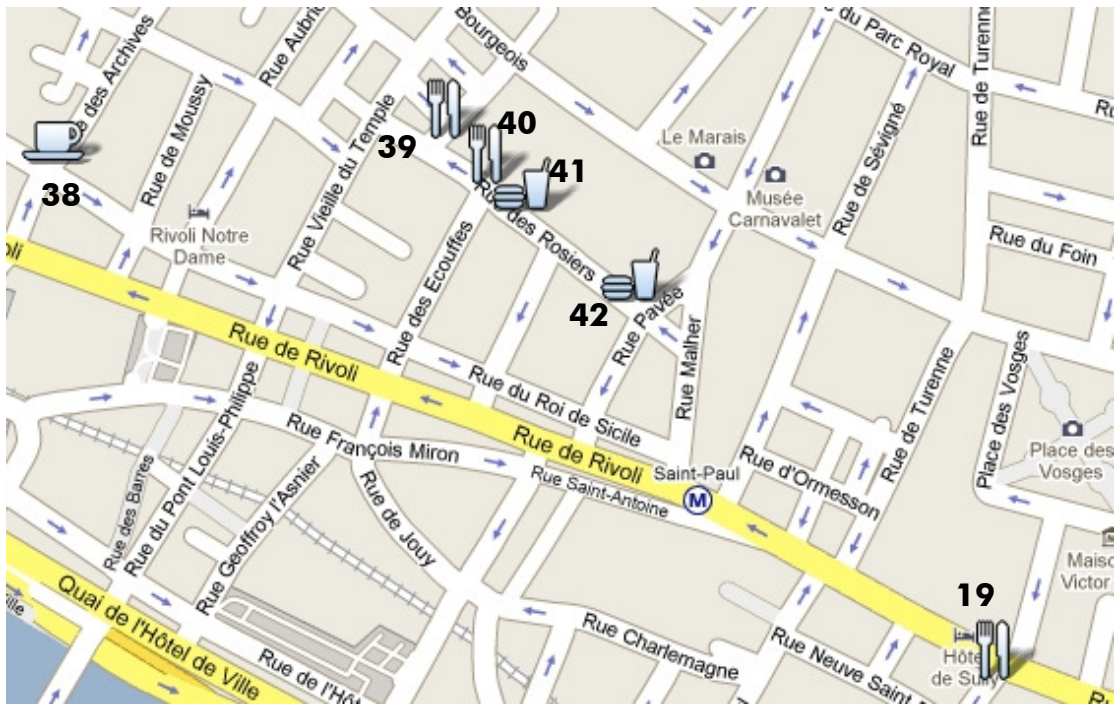 Rue des Archives
Rue de Moussy
Rue Aubric
Rue Vieille du Temple
Bourgeois
e du Parc Royal
Rue de Turenne
Ru
38
39
40
41
42
19
Le Marais
Musée
Carnavalet
Rue de Sévigné
Rue du Foin
Rivoli Notre
Dame
Rue des Ecouffes
Rue des Rosiers
Rue Pavée
Rue Malher
oli
Rue de Rivoli
Rue du Roi de Sicile
Rue de Rivoli
Saint-Paul
M
Rue Saint-Antoine
Rue François Miron
Rue du Pont Louis-Philippe
Rue des Barres
Rue Geoffroy l'Asnier
Rue de Jouy
Rue d'Ormesson
Rue de Turenne
Place des Vosges
Place des
Vosges
Maiso
Victor
Quai de l'Hôtel de Ville
ille
Rue de l'Hôt
Rue Charlemagne
Rue Neuve Saint
Hôte
de Sully
Ru